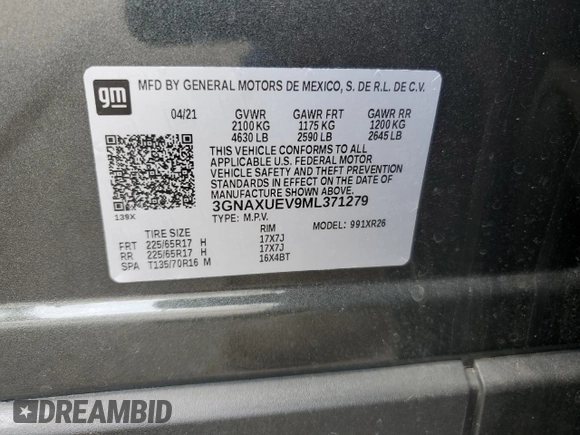 gm
MFD BY GENERAL MOTORS DE MEXICO, S. DE R.L. DE C.V.
04/21 GVWR GAWR FRT GAWR RR
2100 KG 1175 KG 1200 KG
4630 LB 2590 LB 2645 LB
THIS VEHICLE CONFORMS TO ALL
APPLICABLE U.S. FEDERAL MOTOR
VEHICLE SAFETY AND THEFT PREVENTION
STANDARDS IN EFFECT ON THE DATE OF
MANUFACTURE SHOWN ABOVE.
3GNAXUEV9ML371279
139X TYPE: M.P.V. MODEL: 991XR26
TIRE SIZE RIM
FRT 225/65R17 H 17X7J
RR 225/65R17 H 17X7J
SPA T135/70R16 M 16X4BT
DREAMBID